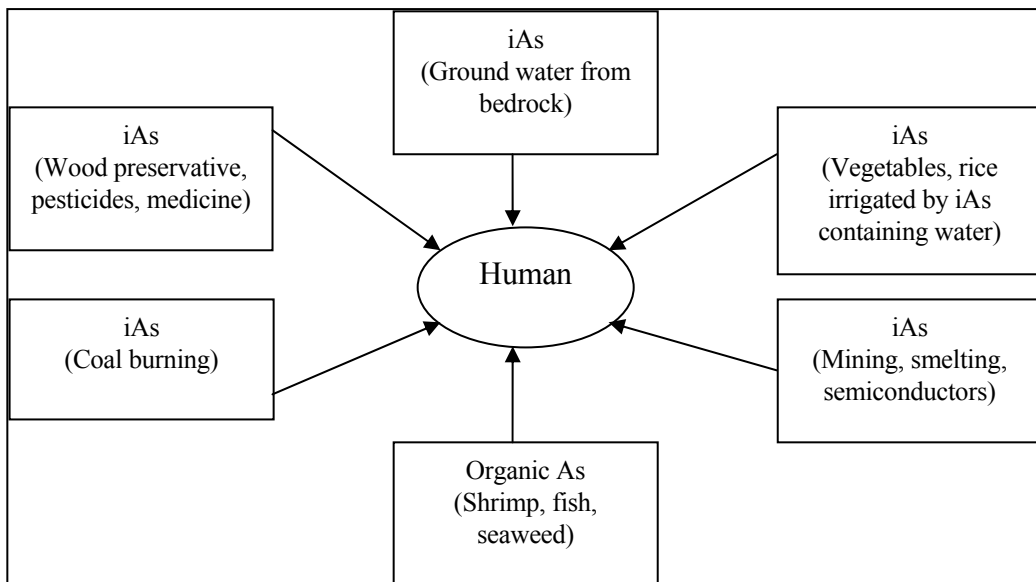 iAs
(Ground water from
bedrock)
iAs
(Wood preservative,
pesticides, medicine)
iAs
(Vegetables, rice
irrigated by iAs
containing water)
Human
iAs
(Coal burning)
iAs
(Mining, smelting,
semiconductors)
Organic As
(Shrimp, fish,
seaweed)